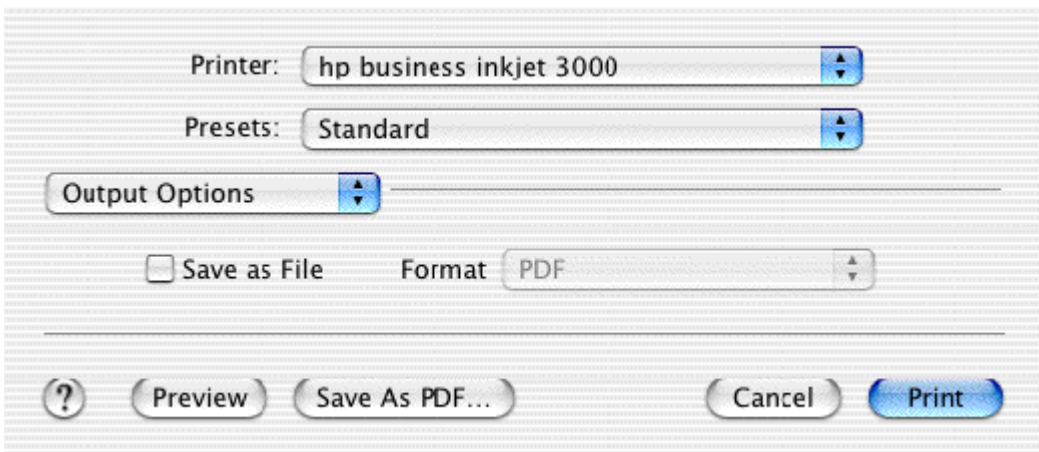 Printer: hp business inkjet 3000
Presets: Standard
Output Options
Save as File Format PDF
? Preview Save As PDF... Cancel Print